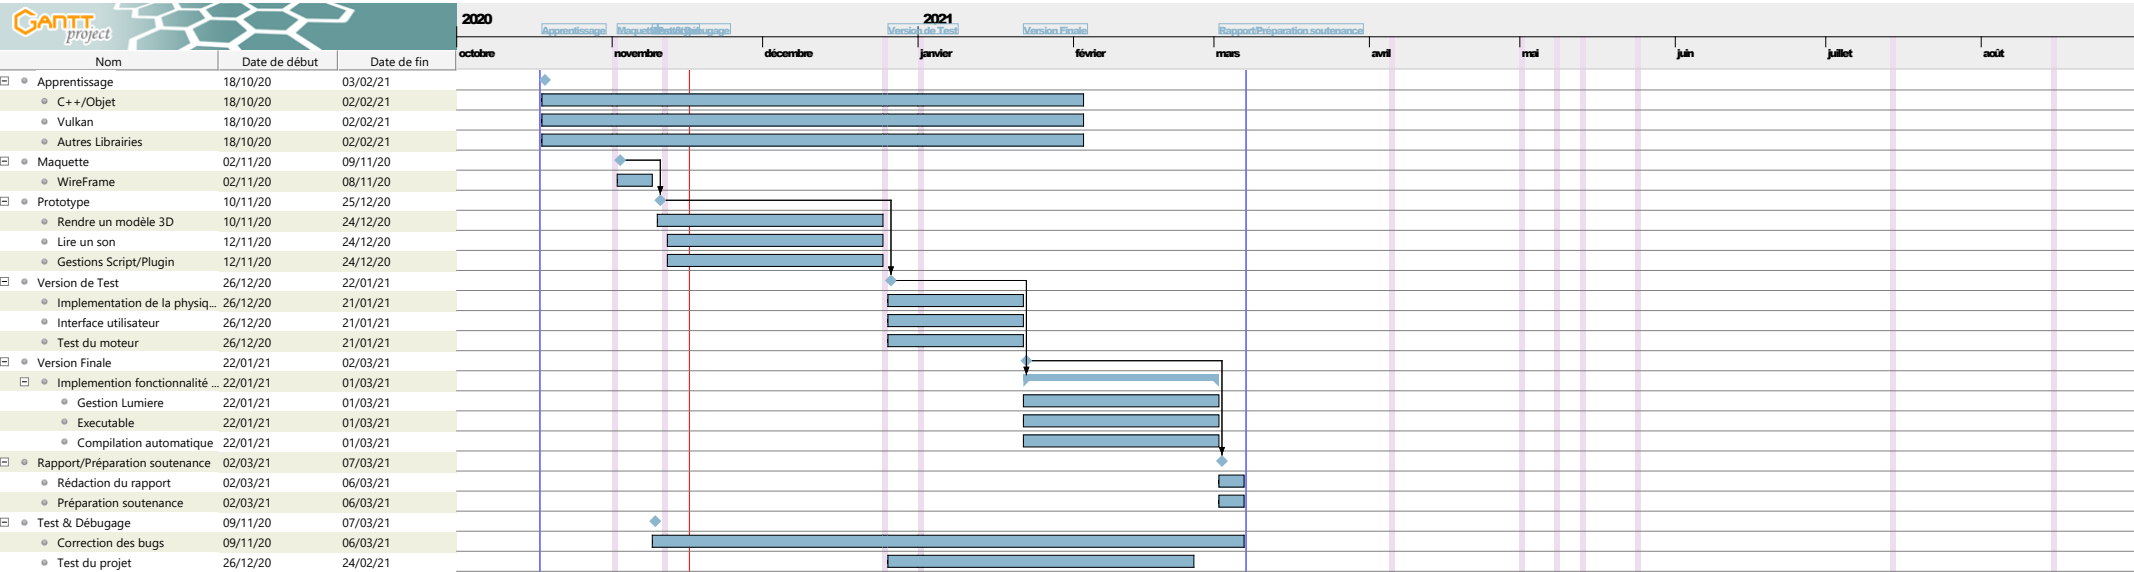 GANTT
project
2020
2021
Apprentissage
Version de Test
Version Finale
Rapport/Préparation soutenance
octobre novembre décembre janvier février mars avril mai juin juillet août
Nom Date de début Date de fin
Apprentissage 18/10/20 03/02/21
C++/Objet 18/10/20 02/02/21
Vulkan 18/10/20 02/02/21
Autres Librairies 18/10/20 02/02/21
Maquette 02/11/20 09/11/20
WireFrame 02/11/20 08/11/20
Prototype 10/11/20 25/12/20
Rendre un modèle 3D 10/11/20 24/12/20
Lire un son 12/11/20 24/12/20
Gestions Script/Plugin 12/11/20 24/12/20
Version de Test 26/12/20 22/01/21
Implementation de la physiq... 26/12/20 21/01/21
Interface utilisateur 26/12/20 21/01/21
Test du moteur 26/12/20 21/01/21
Version Finale 22/01/21 02/03/21
Implemention fonctionnalité ... 22/01/21 01/03/21
Gestion Lumiere 22/01/21 01/03/21
Executable 22/01/21 01/03/21
Compilation automatique 22/01/21 01/03/21
Rapport/Préparation soutenance 02/03/21 07/03/21
Rédaction du rapport 02/03/21 06/03/21
Préparation soutenance 02/03/21 06/03/21
Test & Débugage 09/11/20 07/03/21
Correction des bugs 09/11/20 06/03/21
Test du projet 26/12/20 24/02/21